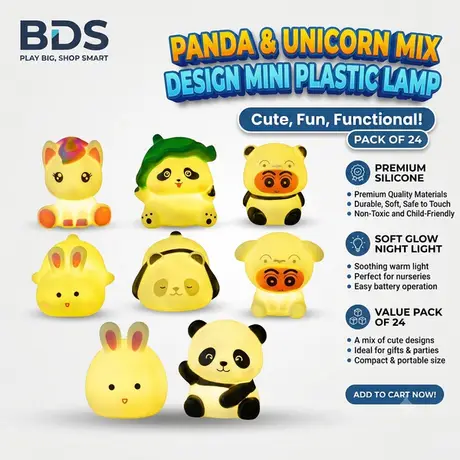 BDS
PLAY BIG, SHOP SMART
PANDA & UNICORN MIX
DESIGN MINI PLASTIC LAMP
Cute, Fun, Functional!
PACK OF 24
PREMIUM
SILICONE
• Premium Quality Materials
• Durable, Soft, Safe to Touch
• Non-Toxic and Child-Friendly
SOFT GLOW
NIGHT LIGHT
• Soothing warm light
• Perfect for nurseries
• Easy battery operation
VALUE PACK
OF 24
• A mix of cute designs
• Ideal for gifts & parties
• Compact & portable size
ADD TO CART NOW!